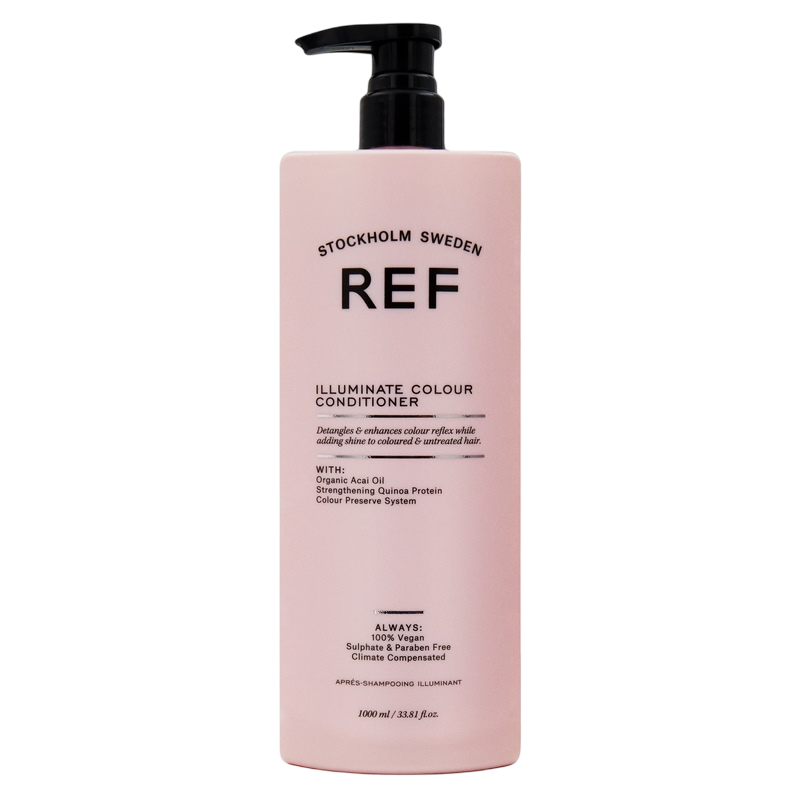 STOCKHOLM SWEDEN
REF
ILLUMINATE COLOUR
CONDITIONER
Detangles & enhances colour reflex while
adding shine to coloured & untreated hair.
WITH:
Organic Acai Oil
Strengthening Quinoa Protein
Colour Preserve System
ALWAYS:
100% Vegan
Sulphate & Paraben Free
Climate Compensated
APRÉS-SHAMPOOING ILLUMINANT
1000 ml / 33.81 fl.oz.